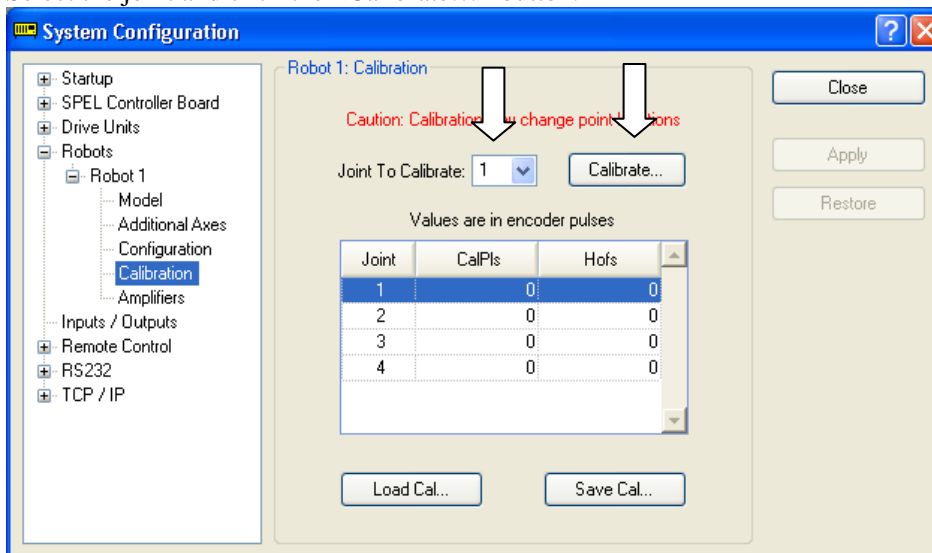 System Configuration
Startup
SPEL Controller Board
Drive Units
Robots
Robot 1
Model
Additional Axes
Configuration
Calibration
Amplifiers
Inputs / Outputs
Remote Control
RS232
TCP / IP
Robot 1: Calibration
Caution: Calibration change point
Joint To Calibrate: 1
Calibrate...
Values are in encoder pulses
Joint CalPls Hofs
1 0 0
2 0 0
3 0 0
4 0 0
Load Cal...
Save Cal...
Close
Apply
Restore